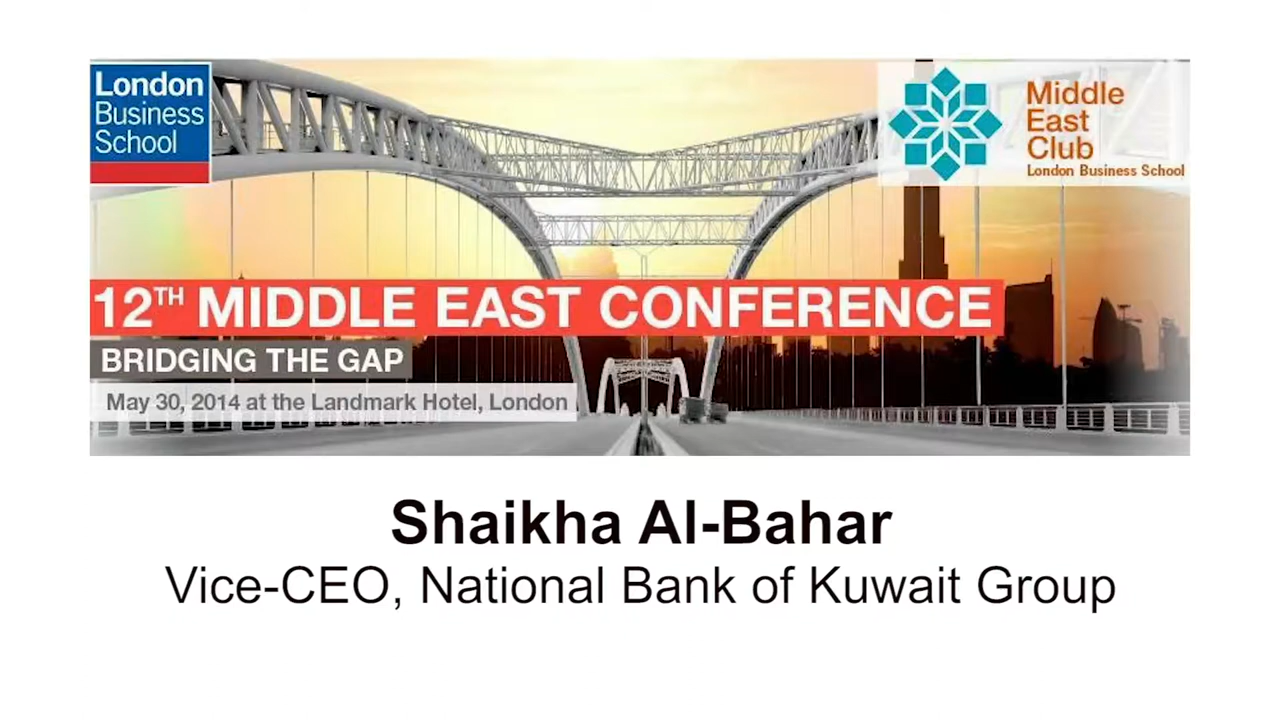 London
Business
School
Middle
East
Club
London Business School
12TH MIDDLE EAST CONFERENCE
BRIDGING THE GAP
May 30, 2014 at the Landmark Hotel, London
Shaikha Al-Bahar
Vice-CEO, National Bank of Kuwait Group